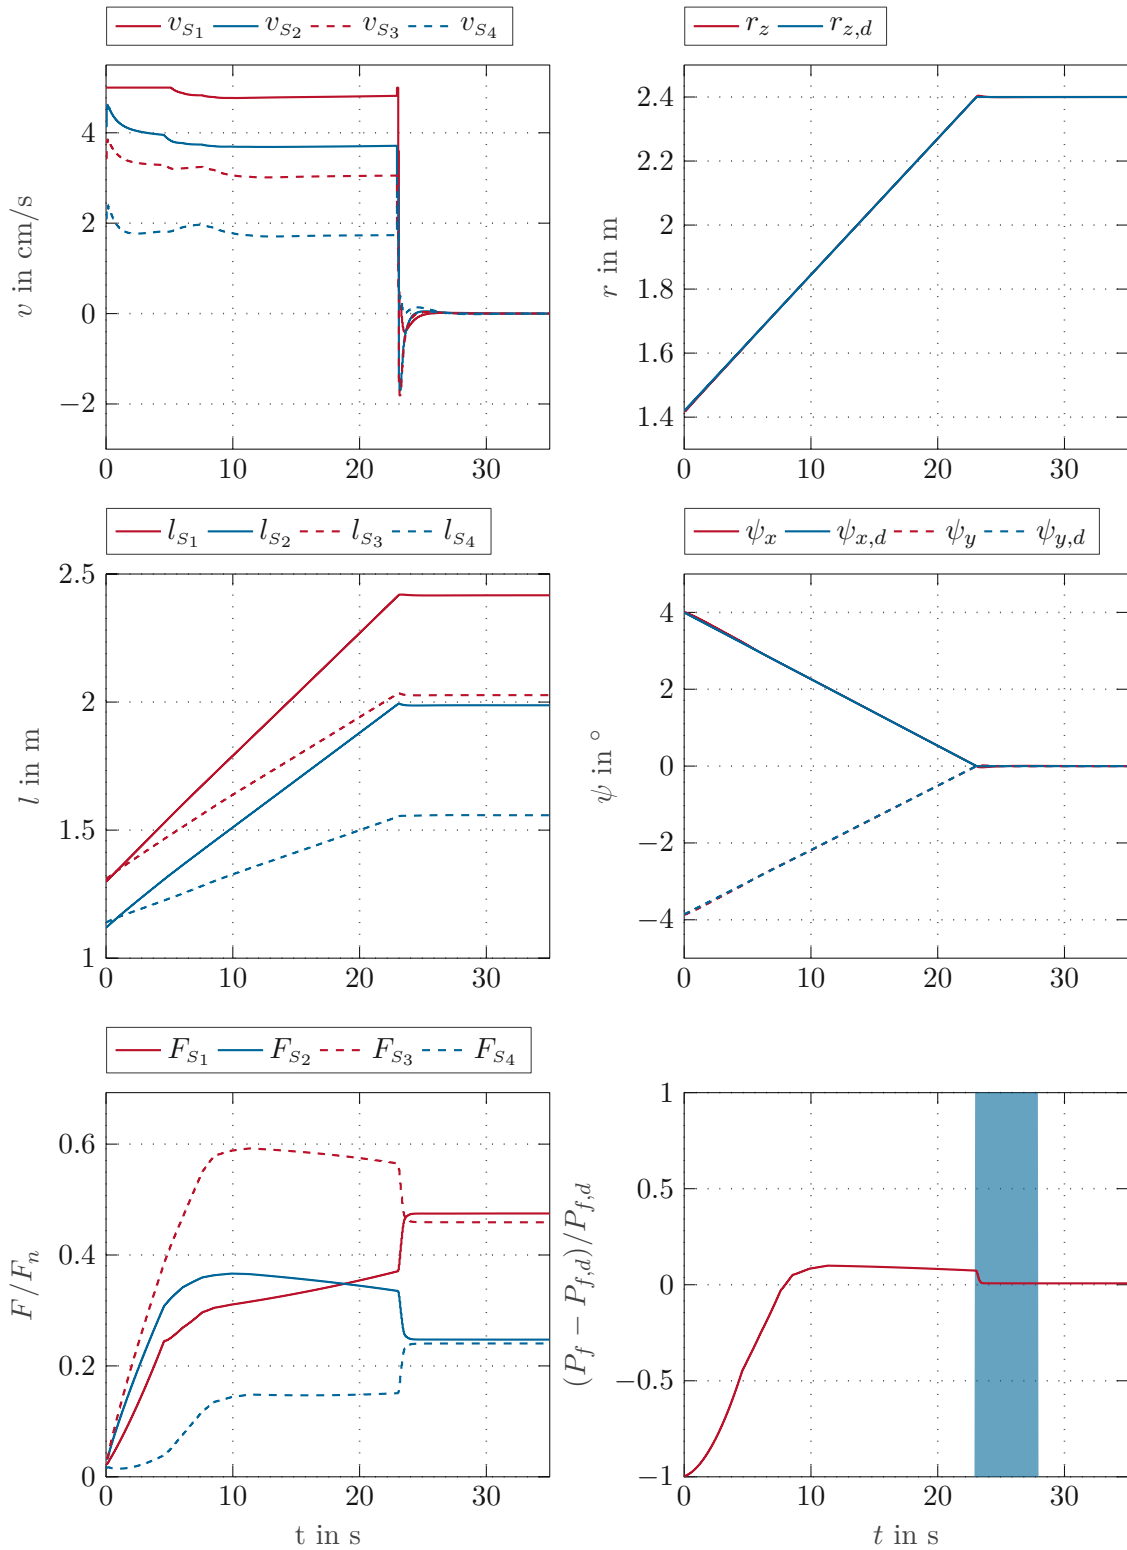 v_{S_1} v_{S_2} v_{S_3} v_{S_4}
4
2
0
−2
0 10 20 30
v in cm/s
r_z r_{z,d}
2.4
2.2
2
1.8
1.6
1.4
0 10 20 30
r in m
l_{S_1} l_{S_2} l_{S_3} l_{S_4}
2.5
2
1.5
1
0 10 20 30
l in m
ψ_x ψ_{x,d} ψ_y ψ_{y,d}
4
2
0
−2
−4
0 10 20 30
ψ in °
F_{S_1} F_{S_2} F_{S_3} F_{S_4}
0.6
0.4
0.2
0
0 10 20 30
F/F_n
t in s
1
0.5
0
−0.5
−1
0 10 20 30
(P_f − P_{f,d})/P_{f,d}
t in s